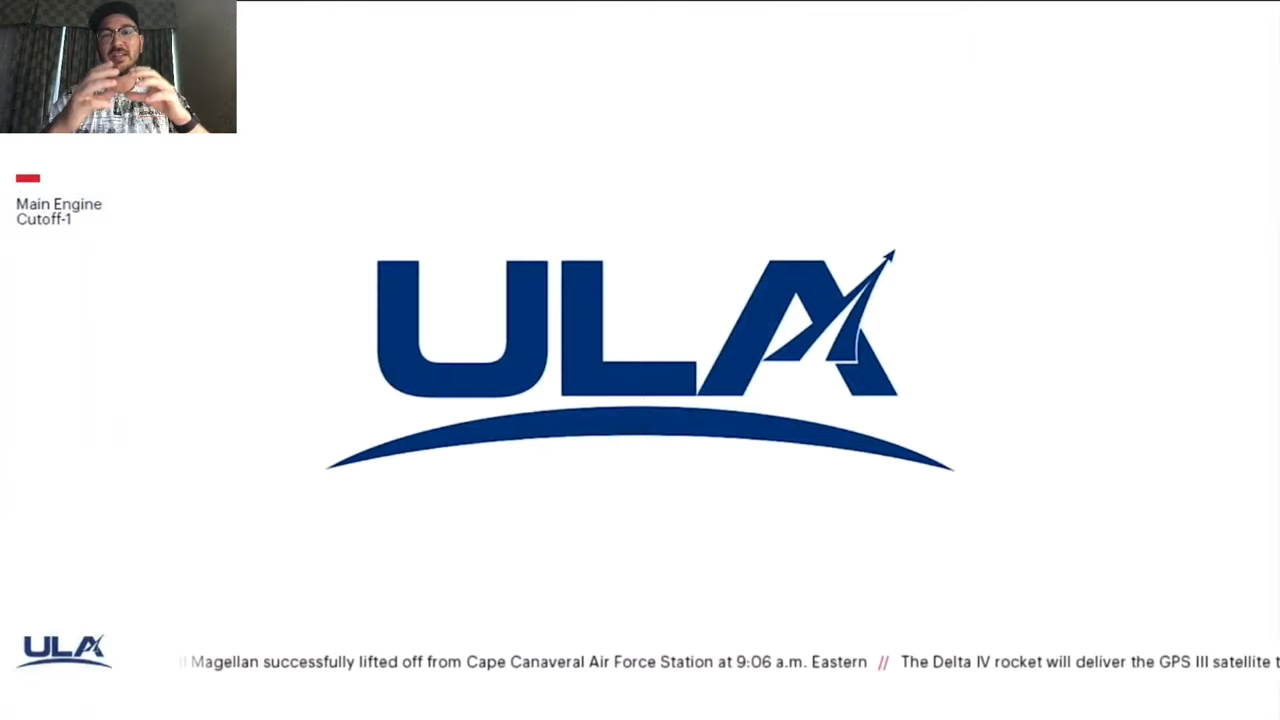 Main Engine
Cutoff-1
ULA
ULA
Magellan successfully lifted off from Cape Canaveral Air Force Station at 9:06 a.m. Eastern // The Delta IV rocket will deliver the GPS III satellite